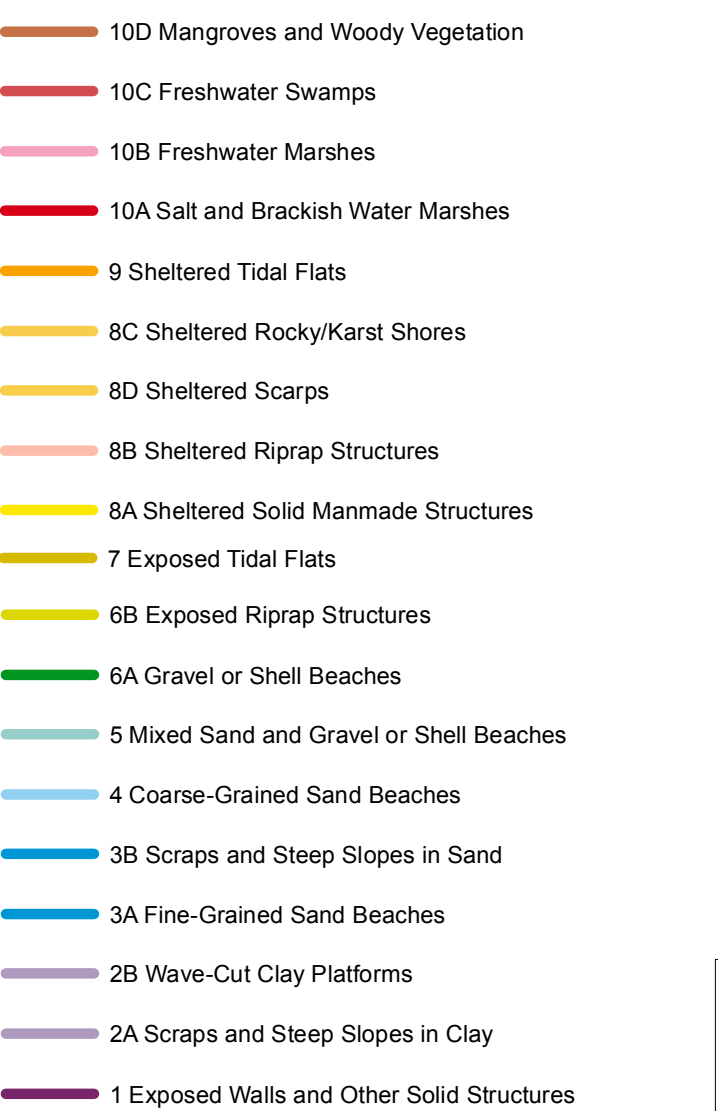 10D Mangroves and Woody Vegetation
10C Freshwater Swamps
10B Freshwater Marshes
10A Salt and Brackish Water Marshes
9 Sheltered Tidal Flats
8C Sheltered Rocky/Karst Shores
8D Sheltered Scarps
8B Sheltered Riprap Structures
8A Sheltered Solid Manmade Structures
7 Exposed Tidal Flats
6B Exposed Riprap Structures
6A Gravel or Shell Beaches
5 Mixed Sand and Gravel or Shell Beaches
4 Coarse-Grained Sand Beaches
3B Scraps and Steep Slopes in Sand
3A Fine-Grained Sand Beaches
2B Wave-Cut Clay Platforms
2A Scraps and Steep Slopes in Clay
1 Exposed Walls and Other Solid Structures